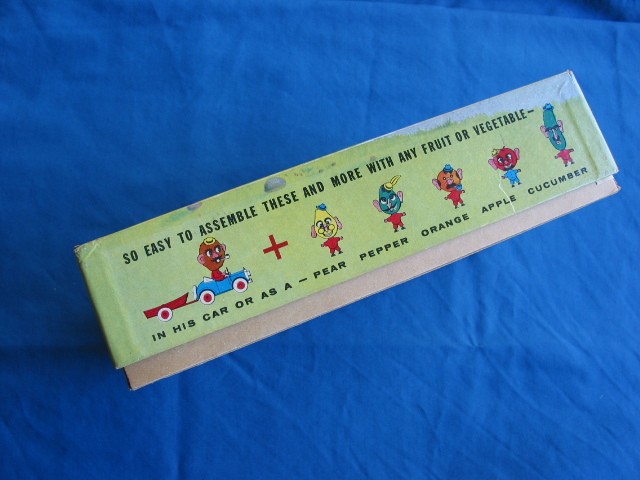 SO EASY TO ASSEMBLE THESE AND MORE WITH ANY FRUIT OR VEGETABLE—
IN HIS CAR OR AS A — PEAR PEPPER ORANGE APPLE CUCUMBER